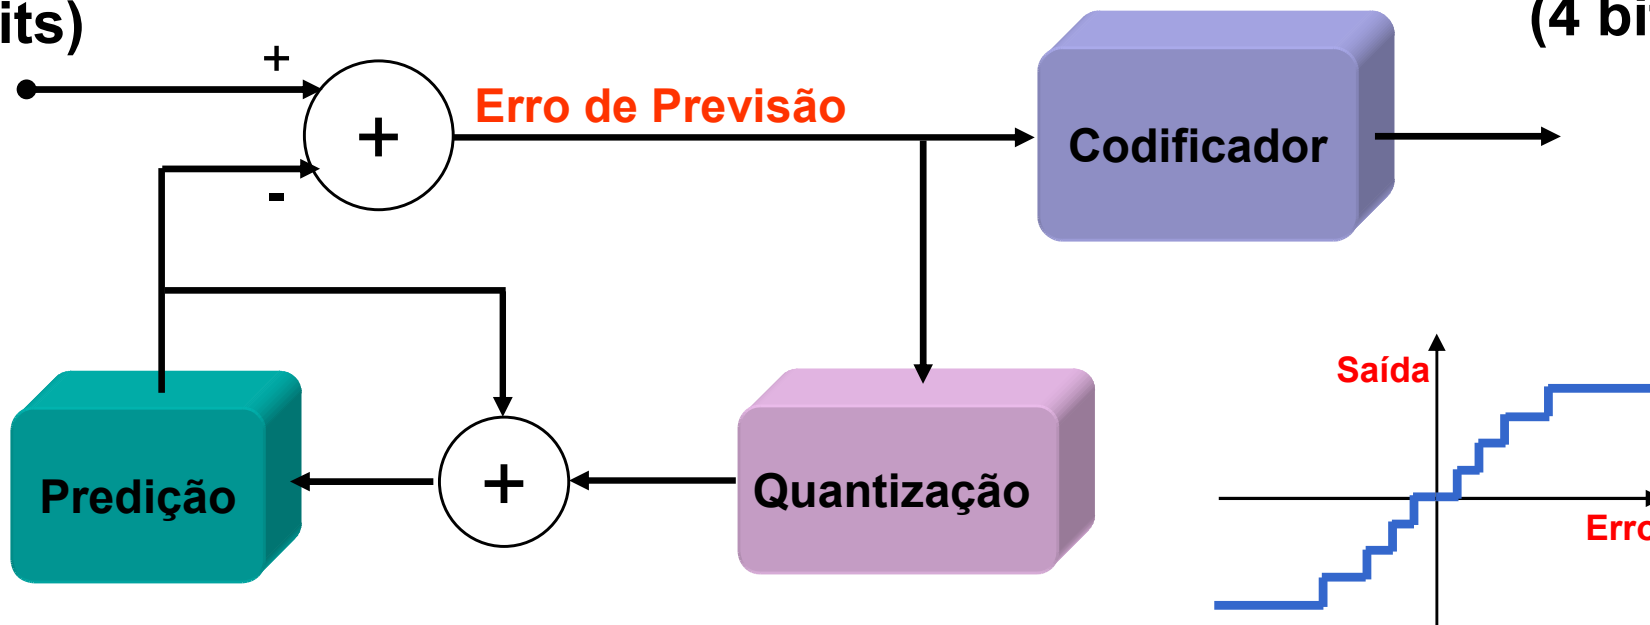 its)
(4 bi
+
Erro de Previsão
+
Codificador
-
Saída
Predição
+
Quantização
Erro